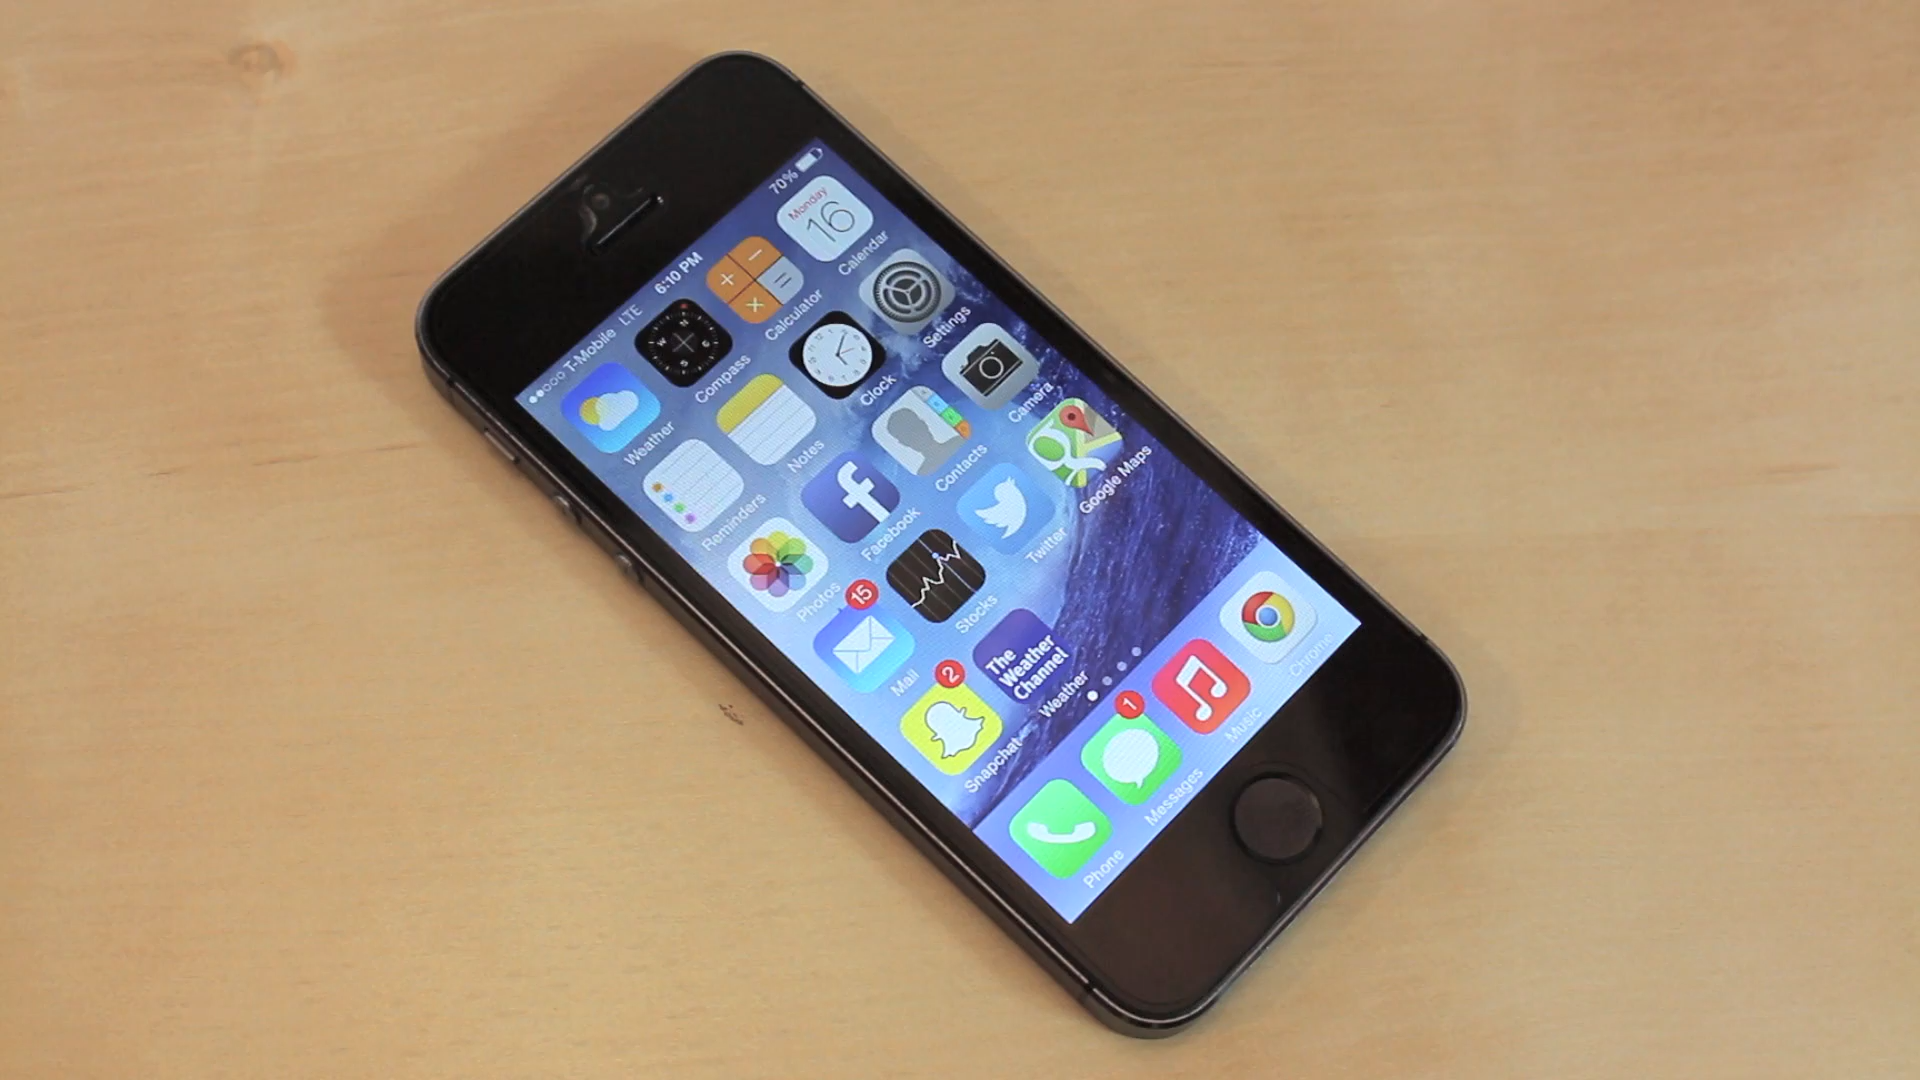 T-Mobile LTE 6:10 PM 70%
Monday
16
Weather Compass Calculator Calendar
Reminders Notes Clock Settings
Photos Facebook Contacts Camera
15
Mail Stocks Twitter Google Maps
2
The
Weather
Channel
Snapchat Weather
1
Phone Messages Music Chrome